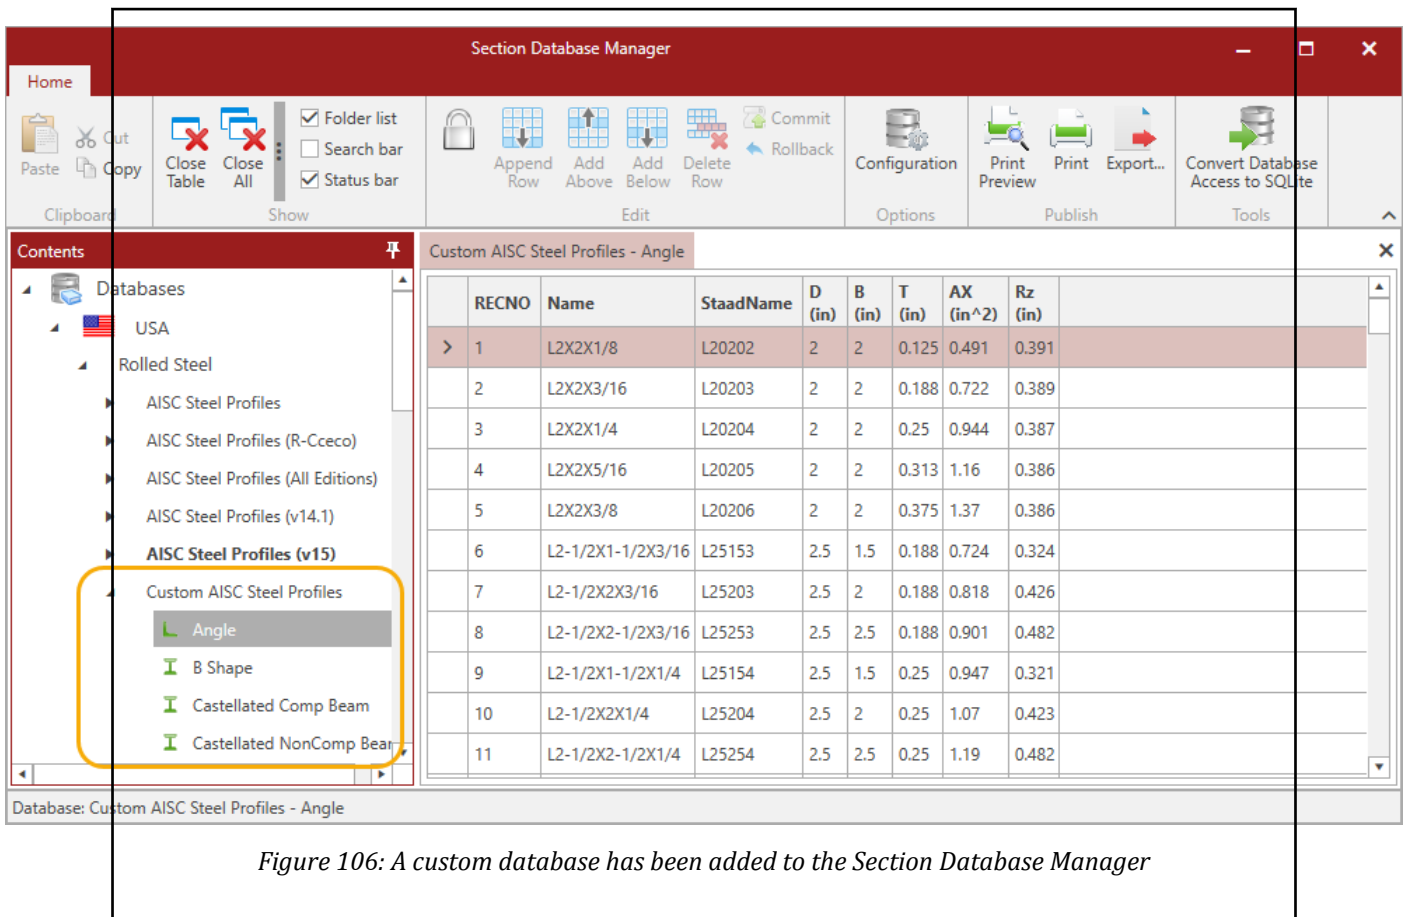 Section Database Manager
Home
Paste
Cut
Copy
Clipboard
Close Table
Close All
Folder list
Search bar
Status bar
Show
Append Row
Add Above
Add Below
Delete Row
Commit
Rollback
Edit
Configuration
Options
Print Preview
Print
Export...
Publish
Convert Database Access to SQLite
Tools
Contents
Databases
USA
Rolled Steel
AISC Steel Profiles
AISC Steel Profiles (R-Cceco)
AISC Steel Profiles (All Editions)
AISC Steel Profiles (v14.1)
AISC Steel Profiles (v15)
Custom AISC Steel Profiles
Angle
B Shape
Castellated Comp Beam
Castellated NonComp Bear
Custom AISC Steel Profiles - Angle
RECNO Name StaadName D (in) B (in) T (in) AX (in^2) Rz (in)
1 L2X2X1/8 L20202 2 2 0.125 0.491 0.391
2 L2X2X3/16 L20203 2 2 0.188 0.722 0.389
3 L2X2X1/4 L20204 2 2 0.25 0.944 0.387
4 L2X2X5/16 L20205 2 2 0.313 1.16 0.386
5 L2X2X3/8 L20206 2 2 0.375 1.37 0.386
6 L2-1/2X1-1/2X3/16 L25153 2.5 1.5 0.188 0.724 0.324
7 L2-1/2X2X3/16 L25203 2.5 2 0.188 0.818 0.426
8 L2-1/2X2-1/2X3/16 L25253 2.5 2.5 0.188 0.901 0.482
9 L2-1/2X1-1/2X1/4 L25154 2.5 1.5 0.25 0.947 0.321
10 L2-1/2X2X1/4 L25204 2.5 2 0.25 1.07 0.423
11 L2-1/2X2-1/2X1/4 L25254 2.5 2.5 0.25 1.19 0.482
Database: Custom AISC Steel Profiles - Angle
Figure 106: A custom database has been added to the Section Database Manager